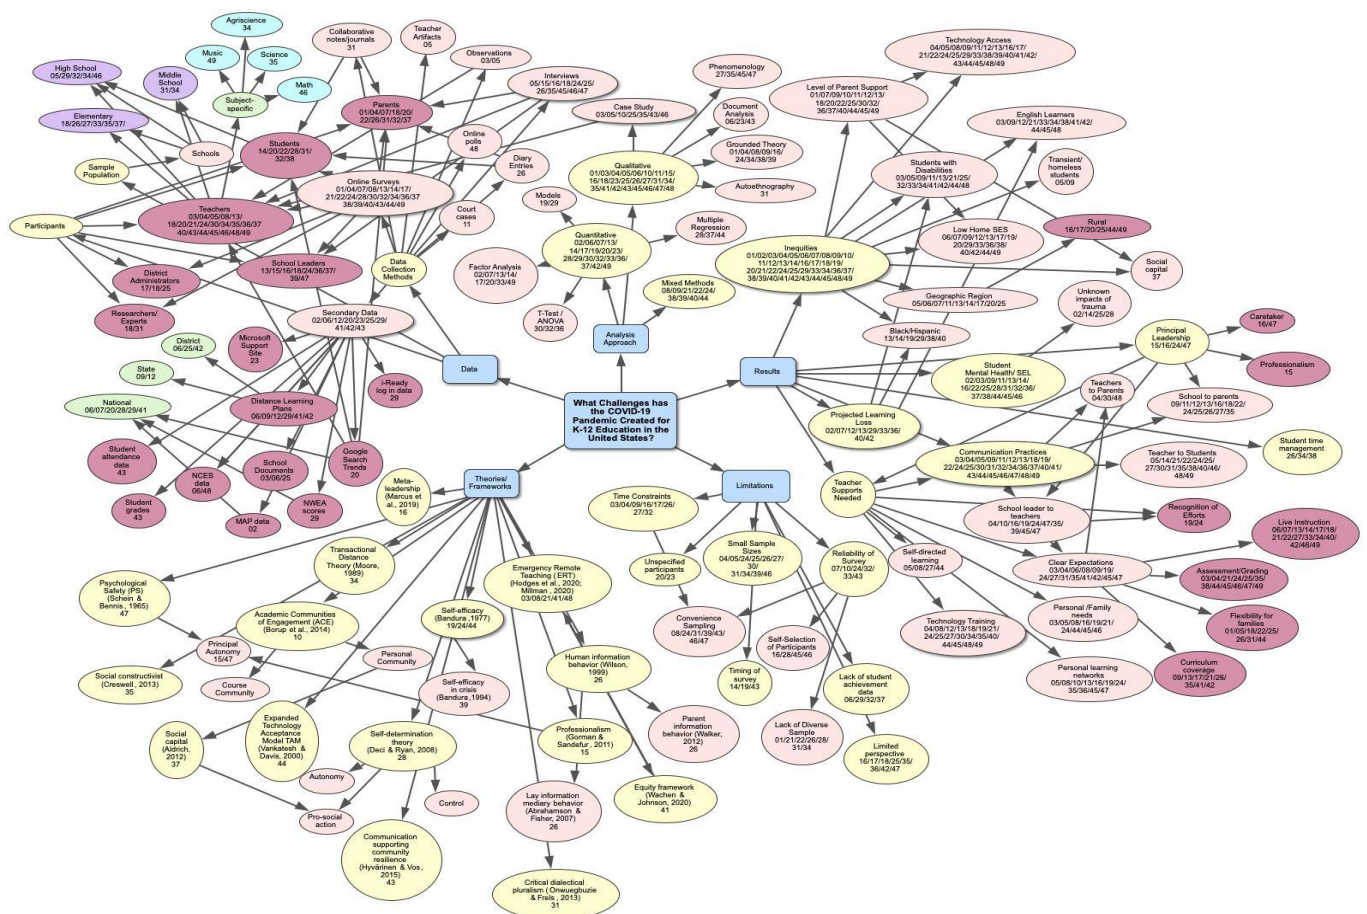 Agriscience
34
Music
49
Science
35
Math
46
Subject-
specific
High School
05/29/32/34/46
Middle
School
31/34
Elementary
18/26/27/33/35/37/
Schools
Sample
Population
Participants
Collaborative
notes/journals
31
Teacher
Artifacts
05
Observations
03/05
Interviews
05/15/16/18/24/25/
26/35/45/46/47
Parents
01/04/07/18/20/
22/26/31/32/37
Students
14/20/22/28/31/
32/38
Online
polls
48
Diary
Entries
26
Online Surveys
01/04/07/08/13/14/17/
21/22/24/28/30/32/34/36/37
38/39/40/43/44/49
Court
cases
11
Teachers
03/04/05/08/13/
18/20/21/24/30/34/35/36/37
40/43/44/45/46/48/49
School Leaders
13/15/16/18/24/36/37/
39/47
Data
Collection
Methods
District
Administrators
17/18/25
Researchers/
Experts
18/31
Secondary Data
02/06/12/20/23/25/29/
41/42/43
Microsoft
Support
Site
23
i-Ready
log in data
29
Data
District
06/25/42
State
09/12
National
06/07/20/28/29/41
Distance Learning
Plans
06/09/12/29/41/42
Student
attendance
data
43
Student
grades
43
NCES
data
06/48
MAP data
02
School
Documents
03/06/25
NWEA
scores
29
Google
Search
Trends
20
Case Study
03/05/10/25/35/43/46
Phenomenology
27/35/45/47
Document
Analysis
06/23/43
Grounded Theory
01/04/08/09/16/
24/34/38/39
Autoethnography
31
Qualitative
01/03/04/05/06/10/11/15/
16/18/23/25/26/27/31/34/
35/41/42/43/45/46/47/48
Models
19/29
Quantitative
02/06/07/13/
14/17/19/20/23/
28/29/30/32/33/36/
37/42/49
Multiple
Regression
28/37/44
Factor Analysis
02/07/13/14/
17/20/33/49
T-Test /
ANOVA
30/32/36
Mixed Methods
08/09/21/22/24/
38/39/40/44
Analysis
Approach
What Challenges has
the COVID-19
Pandemic Created for
K-12 Education in the
United States?
Results
Technology Access
04/05/08/09/11/12/13/16/17/
21/22/24/25/29/33/38/39/40/41/42/
43/44/45/48/49
Level of Parent Support
01/07/09/10/11/12/13/
18/20/22/25/30/32/
36/37/40/44/45/49
English Learners
03/09/12/21/33/34/38/41/42/
44/45/48
Students with
Disabilities
03/05/09/11/13/21/25/
32/33/34/41/42/44/48
Transient/
homeless
students
05/09
Low Home SES
06/07/09/12/13/17/19/
20/29/33/36/38/
40/42/44/49
Rural
16/17/20/25/44/49
Social
capital
37
Inequities
01/02/03/04/05/06/07/08/09/10/
11/12/13/14/16/17/18/19/
20/21/22/24/25/29/33/34/36/37/
38/39/40/41/42/43/44/45/48/49
Geographic Region
05/06/07/11/13/14/17/20/25
Black/Hispanic
13/14/19/29/38/40
Unknown
impacts of
trauma
02/14/25/28
Student
Mental Health/ SEL
02/03/09/11/13/14/
16/22/25/28/31/32/36/
37/38/44/45/46
Principal
Leadership
15/16/24/47
Caretaker
16/47
Professionalism
15
Teachers
to Parents
04/30/48
School to parents
09/11/12/13/16/18/22/
24/25/26/27/35
Projected Learning
Loss
02/07/12/13/29/33/36/
40/42
Student time
management
26/34/38
Communication Practices
03/04/05/09/11/12/13/18/19/
22/24/25/30/31/32/34/36/37/40/41/
43/44/45/46/47/48/49
Teacher to Students
05/14/21/22/24/25/
27/30/31/35/38/40/46/
48/49
Teacher
Supports
Needed
School leader to
teachers
04/10/16/19/24/47/35/
39/45/47
Recognition of
Efforts
19/24
Live Instruction
06/07/13/14/17/18/
21/22/27/33/34/40/
42/46/49
Self-directed
learning
05/08/27/44
Clear Expectations
03/04/06/08/09/19/
24/27/31/35/41/42/45/47
Assessment/Grading
03/04/21/24/25/35/
38/44/45/46/47/49
Technology Training
04/08/12/13/18/19/21/
24/25/27/30/34/35/40/
44/45/48/49
Personal /Family
needs
03/05/08/16/19/21/
24/44/45/46
Flexibility for
families
01/05/18/22/25/
26/31/44
Personal learning
networks
05/08/10/13/16/19/24/
35/36/45/47
Curriculum
coverage
09/13/17/21/26/
35/41/42
Theories/
Frameworks
Meta-
leadership
(Marcus et
al., 2019)
16
Transactional
Distance
Theory (Moore,
1989)
34
Psychological
Safety (PS)
(Schein &
Bennis, 1965)
47
Academic Communities
of Engagement (ACE)
(Borup et al., 2014)
10
Principal
Autonomy
15/47
Personal
Community
Course
Community
Social constructivist
(Creswell, 2013)
35
Social
capital
(Aldrich,
2012)
37
Expanded
Technology
Acceptance
Model TAM
(Vankatesh &
Davis, 2000)
44
Self-efficacy
(Bandura ,1977)
19/24/44
Self-efficacy
in crisis
(Bandura,1994)
39
Self-determination
theory
(Deci & Ryan, 2008)
28
Autonomy
Control
Pro-social
action
Communication
supporting
community
resilience
(Hyvärinen & Vos,
2015)
43
Emergency Remote
Teaching ( ERT)
(Hodges et al., 2020;
Millman , 2020)
03/08/21/41/48
Human information
behavior (Wilson,
1999)
26
Professionalism
(Gorman &
Sandefur, 2011)
15
Parent
information
behavior (Walker,
2012)
26
Lay information
mediary behavior
(Abrahamson &
Fisher, 2007)
26
Equity framework
(Wachen &
Johnson, 2020)
41
Critical dialectical
pluralism ( Onwuegbuzie
& Frels , 2013)
31
Limitations
Time Constraints
03/04/09/16/17/26/
27/32
Unspecified
participants
20/23
Small Sample
Sizes
04/05/24/25/26/27/
30/
31/34/39/46
Reliability of
Survey
07/10/24/32/
33/43
Convenience
Sampling
08/24/31/39/43/
46/47
Self-Selection
of Participants
16/28/45/46
Timing of
survey
14/19/43
Lack of student
achievement
data
06/29/32/37
Lack of Diverse
Sample
01/21/22/26/28/
31/34
Limited
perspective
16/17/18/25/35/
36/42/47